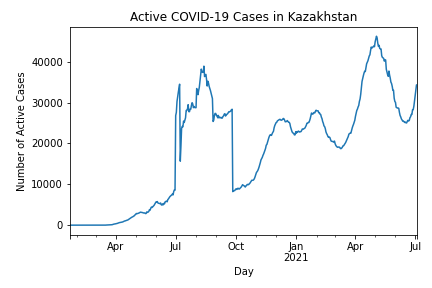 Active COVID-19 Cases in Kazakhstan
Number of Active Cases
40000
30000
20000
10000
0
Apr
Jul
Oct
Jan
2021
Apr
Jul
Day